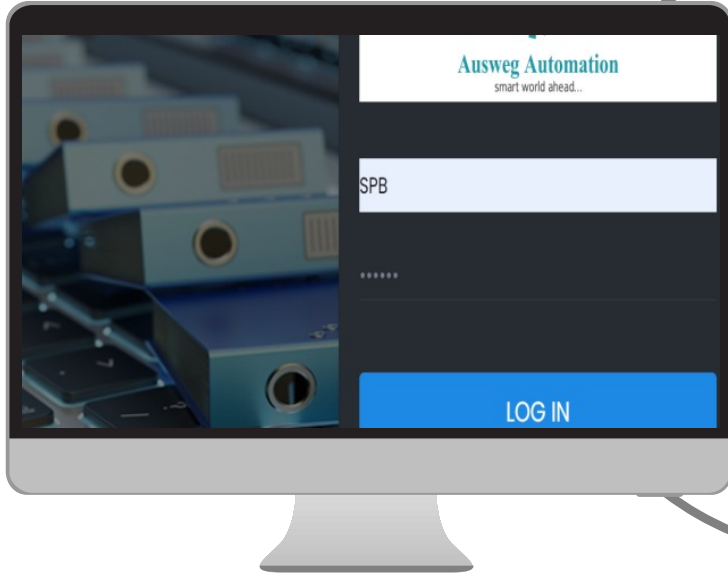 Ausweg Automation
smart world ahead...
SPB
••••••
LOG IN